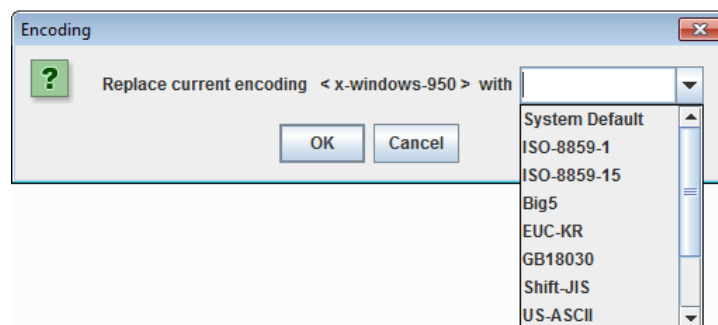 Encoding
? Replace current encoding < x-windows-950 > with
OK Cancel
System Default
ISO-8859-1
ISO-8859-15
Big5
EUC-KR
GB18030
Shift-JIS
US-ASCII